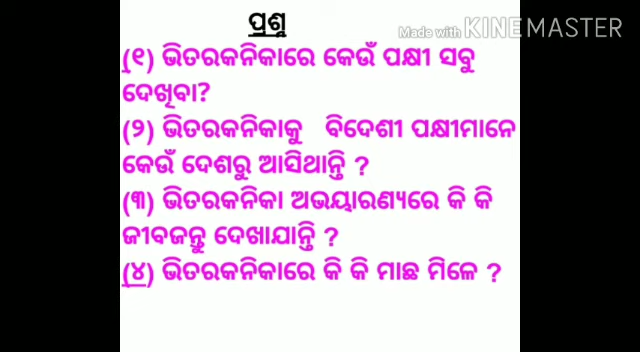 ପ୍ରଶ୍ନ
Made with KINEMASTER
(୧) ଭିତରକନିକାରେ କେଉଁ ପକ୍ଷୀ ସବୁ
ଦେଖିବା?
(୨) ଭିତରକନିକାକୁ ବିଦେଶୀ ପକ୍ଷୀମାନେ
କେଉଁ ଦେଶରୁ ଆସିଥାନ୍ତି ?
(୩) ଭିତରକନିକା ଅଭୟାରଣ୍ୟରେ କି କି
ଜୀବଜନ୍ତୁ ଦେଖାଯାନ୍ତି ?
(୪) ଭିତରକନିକାରେ କି କି ମାଛ ମିଳେ ?